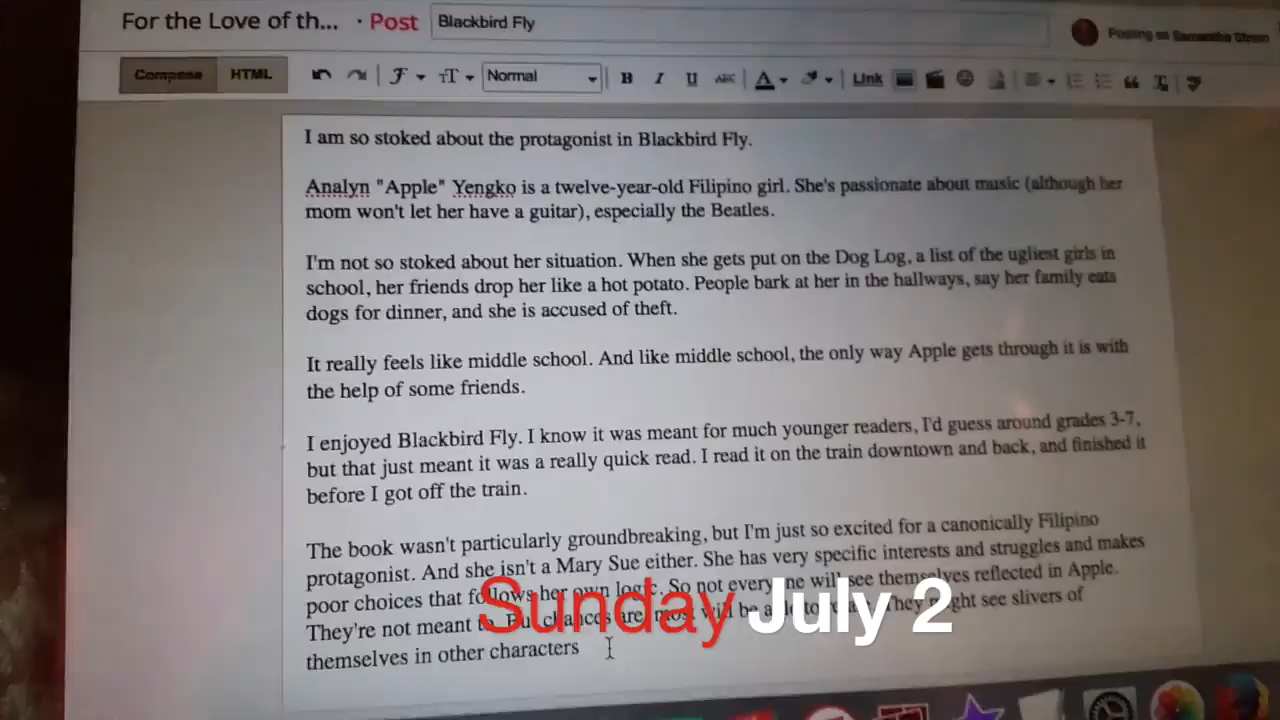 For the Love of th... · Post Blackbird Fly
Posting as Samantha
Compose HTML Normal B I U ABC A Link
I am so stoked about the protagonist in Blackbird Fly.
Analyn "Apple" Yengko is a twelve-year-old Filipino girl. She's passionate about music (although her
mom won't let her have a guitar), especially the Beatles.
I'm not so stoked about her situation. When she gets put on the Dog Log, a list of the ugliest girls in
school, her friends drop her like a hot potato. People bark at her in the hallways, say her family eats
dogs for dinner, and she is accused of theft.
It really feels like middle school. And like middle school, the only way Apple gets through it is with
the help of some friends.
I enjoyed Blackbird Fly. I know it was meant for much younger readers, I'd guess around grades 3-7,
but that just meant it was a really quick read. I read it on the train downtown and back, and finished it
before I got off the train.
The book wasn't particularly groundbreaking, but I'm just so excited for a canonically Filipino
protagonist. And she isn't a Mary Sue either. She has very specific interests and struggles and makes
poor choices that follows her own logic. So not everyone will see themselves reflected in Apple.
They're not meant to. But chances are, most will be able to They might see slivers of
themselves in other characters
Sunday July 2